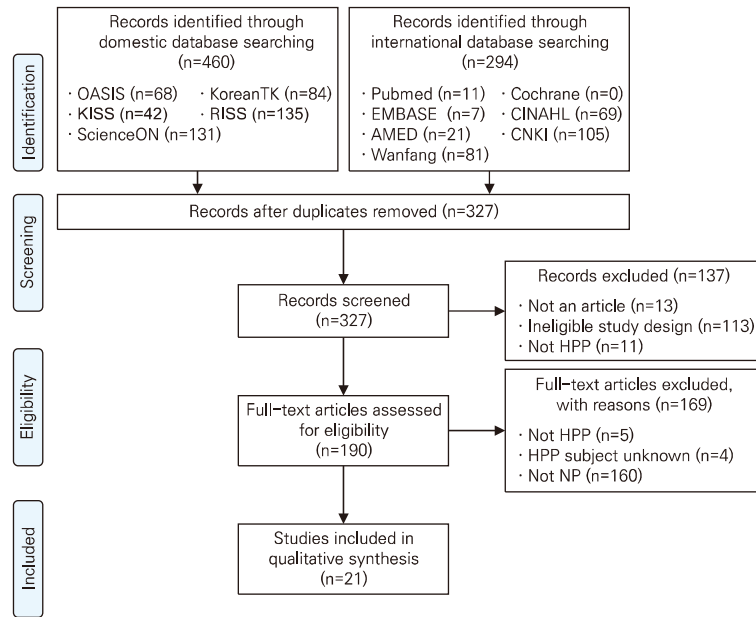 Identification
Records identified through
domestic database searching
(n=460)
· OASIS (n=68) · KoreanTK (n=84)
· KISS (n=42) · RISS (n=135)
· ScienceON (n=131)
Records identified through
international database searching
(n=294)
· Pubmed (n=11) · Cochrane (n=0)
· EMBASE (n=7) · CINAHL (n=69)
· AMED (n=21) · CNKI (n=105)
· Wanfang (n=81)
Screening
Records after duplicates removed (n=327)
Records screened
(n=327)
Records excluded (n=137)
· Not an article (n=13)
· Ineligible study design (n=113)
· Not HPP (n=11)
Eligibility
Full-text articles assessed
for eligibility
(n=190)
Full-text articles excluded,
with reasons (n=169)
· Not HPP (n=5)
· HPP subject unknown (n=4)
· Not NP (n=160)
Included
Studies included in
qualitative synthesis
(n=21)